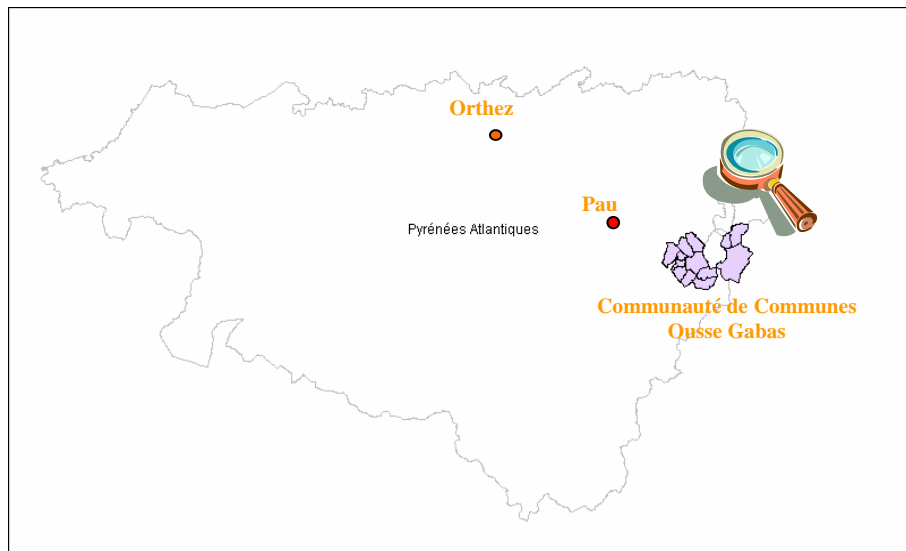 Orthez
Pau
Pyrénées Atlantiques
Communauté de Communes
Ousse Gabas